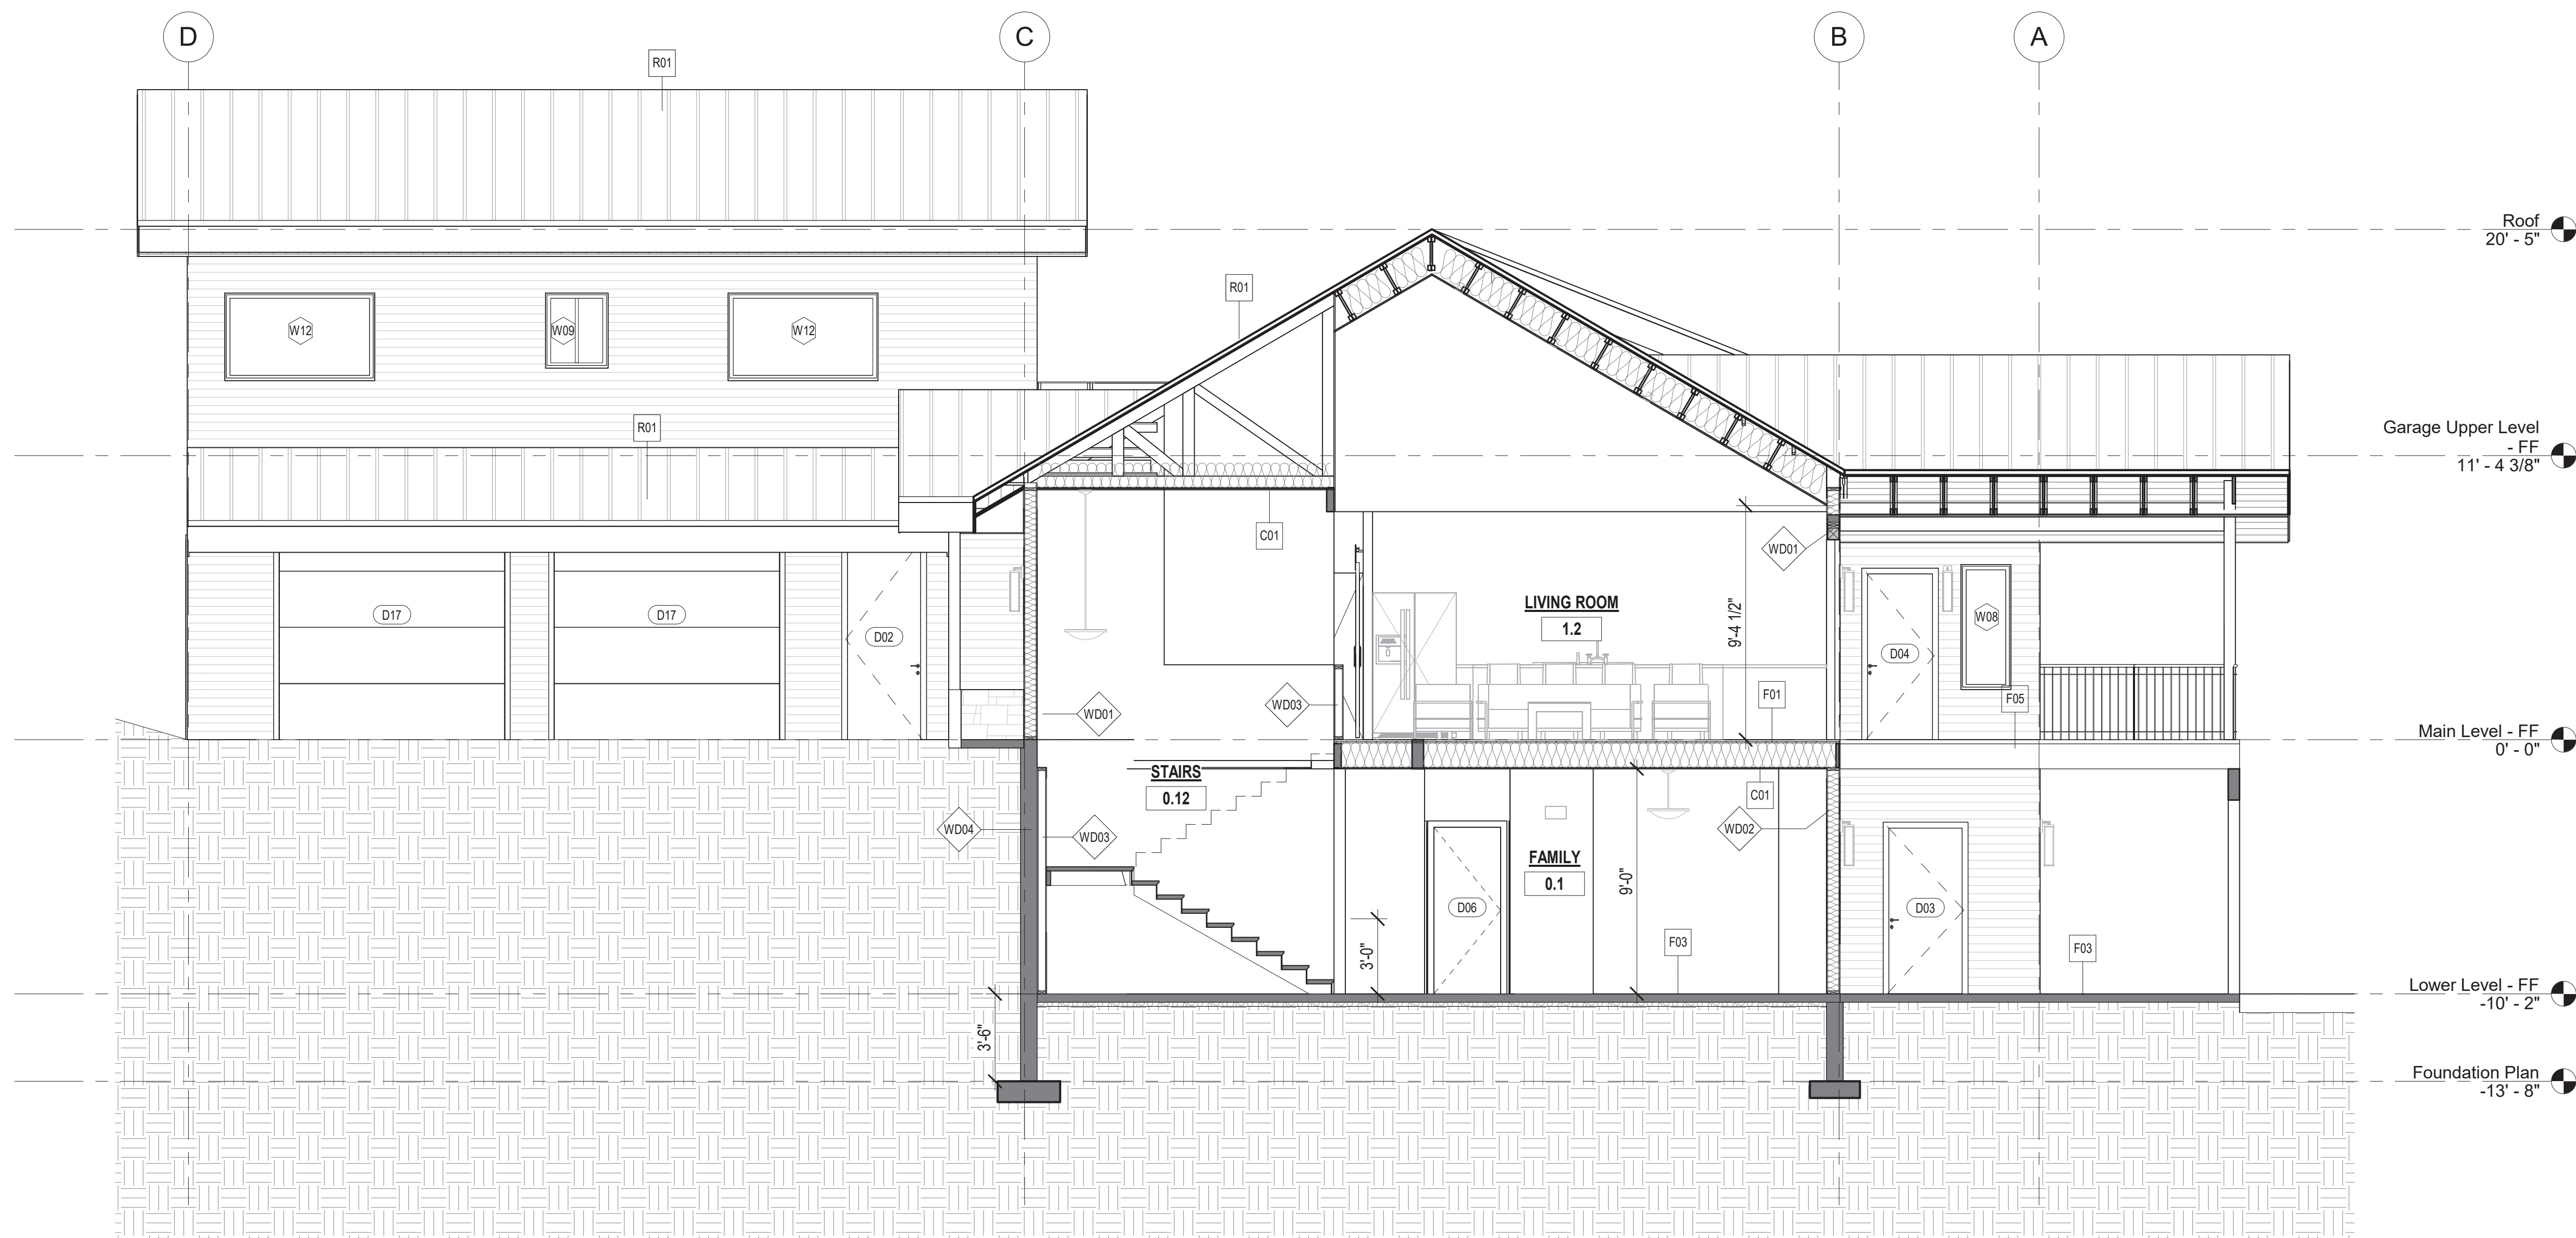 D
C
B
A
R01
Roof
20' - 5"
R01
W12
W09
W12
R01
Garage Upper Level
- FF
11' - 4 3/8"
C01
WD01
D17
D17
D02
LIVING ROOM
1.2
9'-4 1/2"
D04
W08
WD01
WD03
F01
F05
Main Level - FF
0' - 0"
STAIRS
0.12
C01
WD04
WD03
WD02
FAMILY
0.1
9'-0"
D06
D03
3'-0"
F03
F03
Lower Level - FF
-10' - 2"
3'-6"
Foundation Plan
-13' - 8"